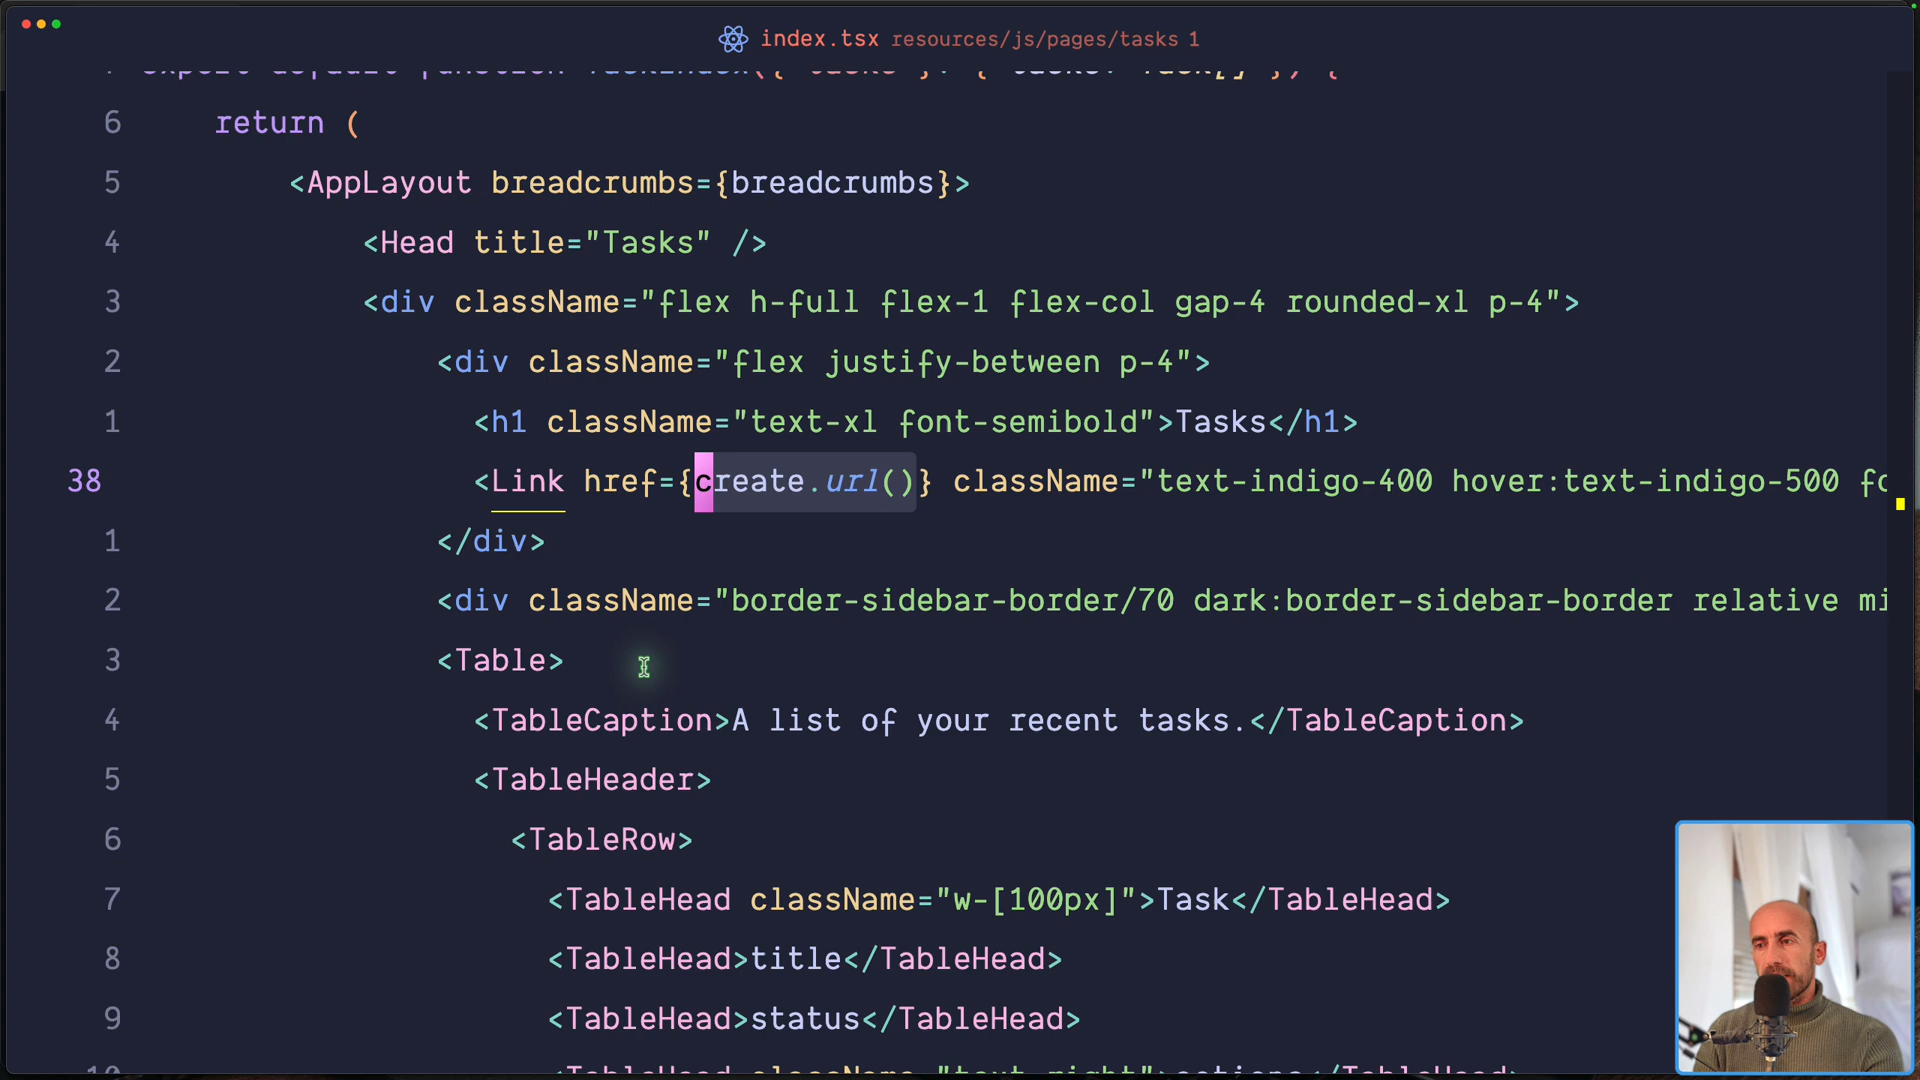 index.tsx resources/js/pages/tasks 1
6 return (
5 <AppLayout breadcrumbs={breadcrumbs}>
4 <Head title="Tasks" />
3 <div className="flex h-full flex-1 flex-col gap-4 rounded-xl p-4">
2 <div className="flex justify-between p-4">
1 <h1 className="text-xl font-semibold">Tasks</h1>
38 <Link href={create.url()} className="text-indigo-400 hover:text-indigo-500 fo
1 </div>
2 <div className="border-sidebar-border/70 dark:border-sidebar-border relative mi
3 <Table>
4 <TableCaption>A list of your recent tasks.</TableCaption>
5 <TableHeader>
6 <TableRow>
7 <TableHead className="w-[100px]">Task</TableHead>
8 <TableHead>title</TableHead>
9 <TableHead>status</TableHead>